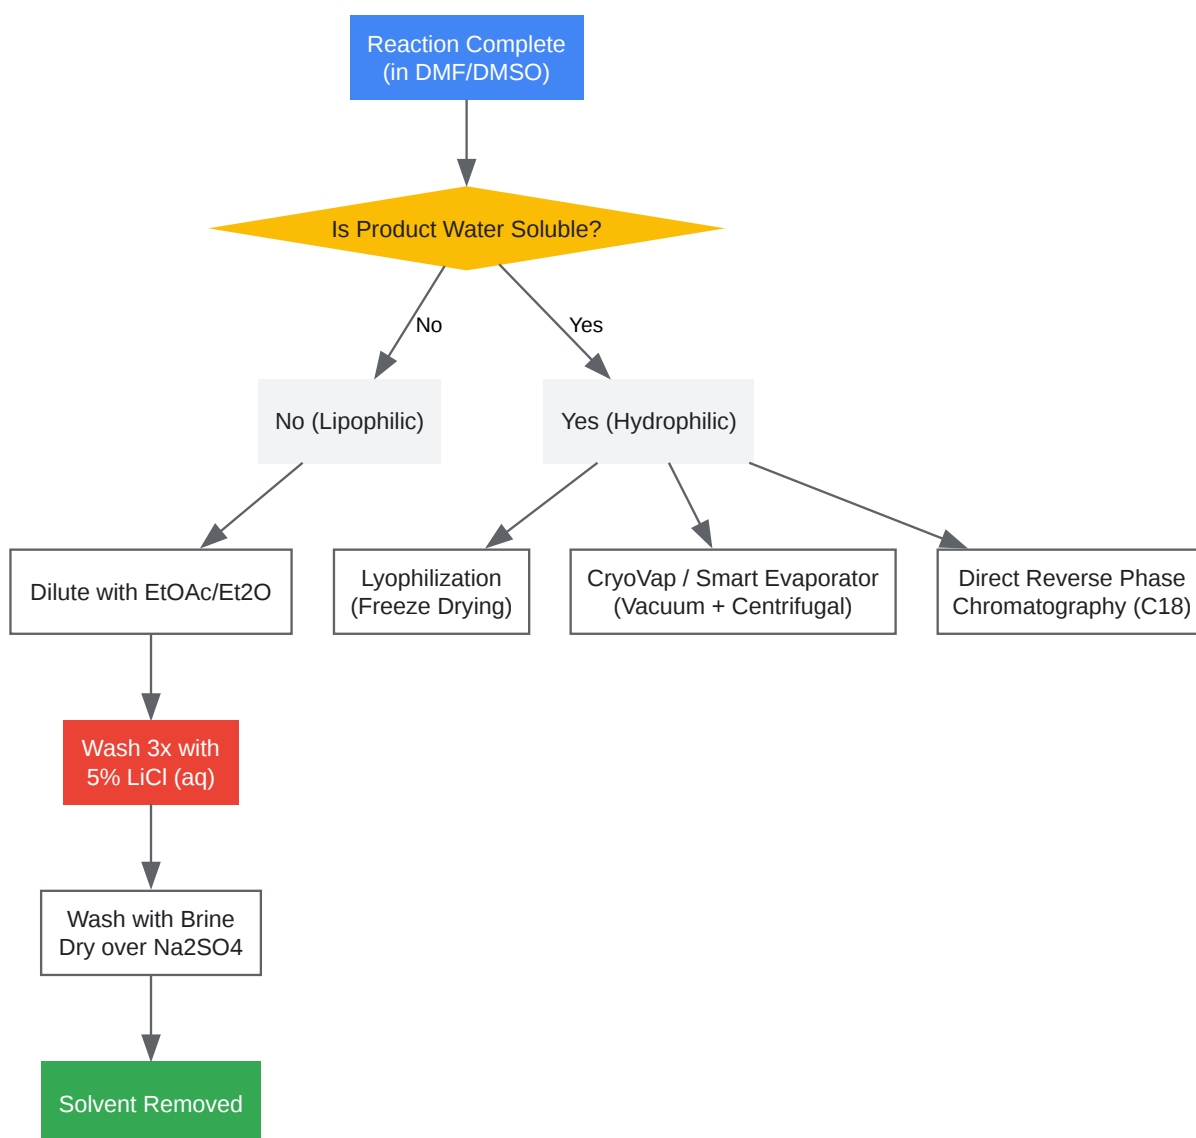 Reaction Complete
(in DMF/DMSO)
Is Product Water Soluble?
No
Yes
No (Lipophilic)
Yes (Hydrophilic)
Dilute with EtOAc/Et2O
Lyophilization
(Freeze Drying)
CryoVap / Smart Evaporator
(Vacuum + Centrifugal)
Direct Reverse Phase
Chromatography (C18)
Wash 3x with
5% LiCl (aq)
Wash with Brine
Dry over Na2SO4
Solvent Removed